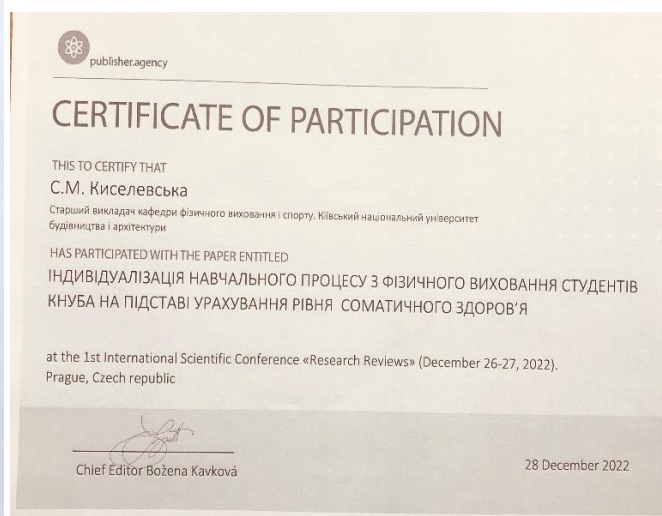 publisher.agency
CERTIFICATE OF PARTICIPATION
THIS TO CERTIFY THAT
С.М. Киселевська
Старший викладач кафедри фізичного виховання і спорту. Київський національний університет
будівництва і архітектури
HAS PARTICIPATED WITH THE PAPER ENTITLED
ІНДИВІДУАЛІЗАЦІЯ НАВЧАЛЬНОГО ПРОЦЕСУ З ФІЗИЧНОГО ВИХОВАННЯ СТУДЕНТІВ
КНУБА НА ПІДСТАВІ УРАХУВАННЯ РІВНЯ СОМАТИЧНОГО ЗДОРОВ’Я
at the 1st International Scientific Conference «Research Reviews» (December 26-27, 2022).
Prague, Czech republic
Chief Editor Božena Kavková
28 December 2022